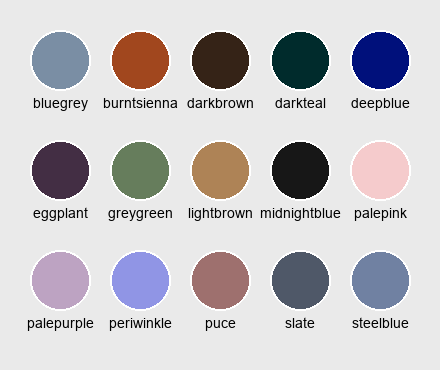 bluegrey burntsienna darkbrown darkteal deepblue
eggplant greygreen lightbrown midnightblue palepink
palepurple periwinkle puce slate steelblue